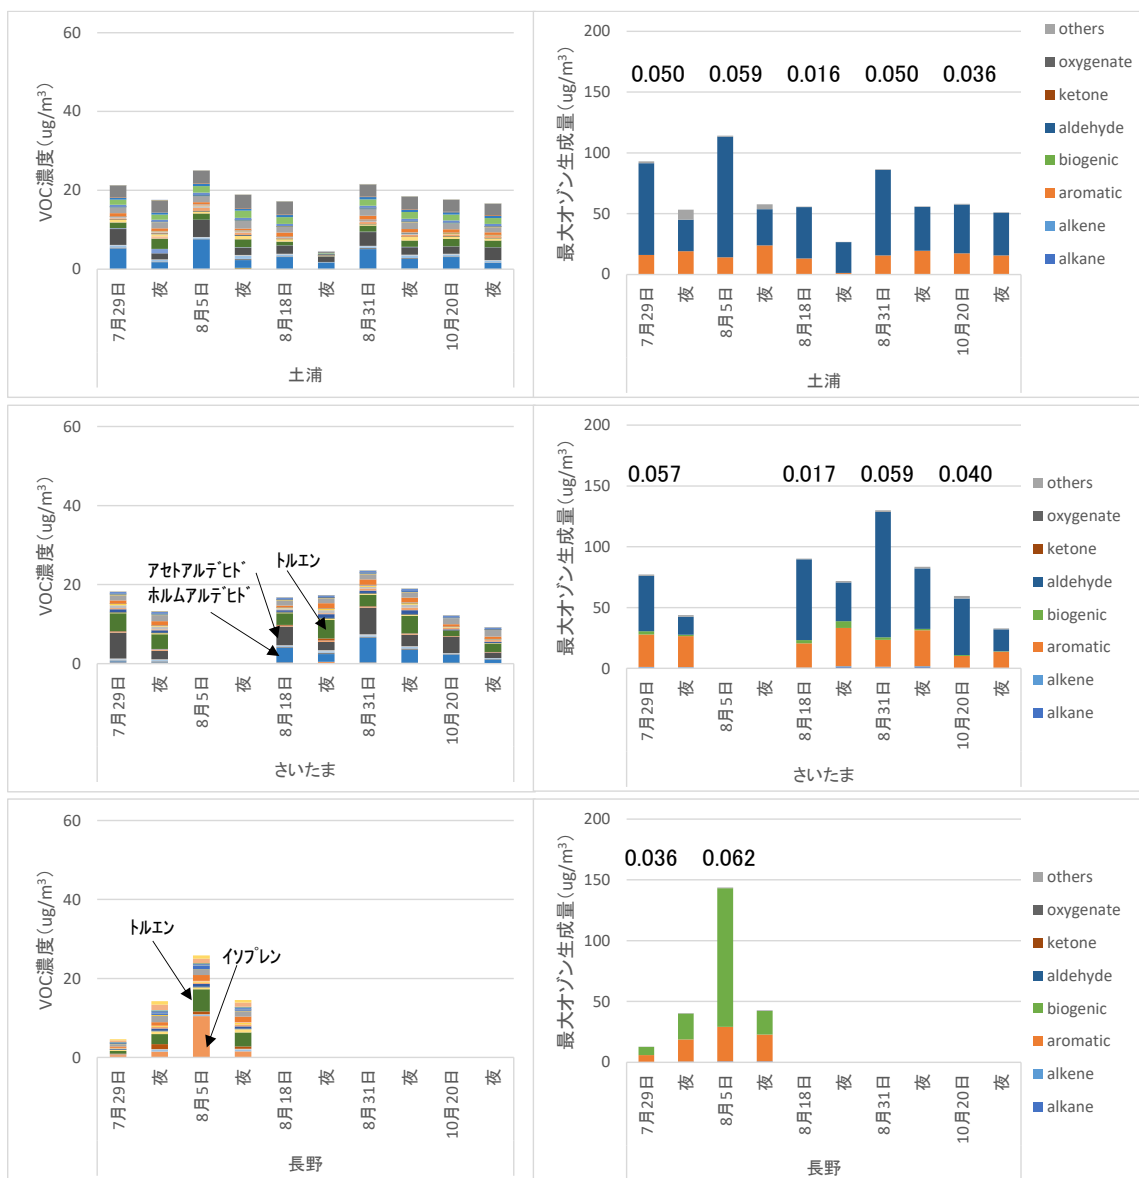 VOC濃度(ug/m³)
60
40
20
0
7月29日
夜
8月5日
夜
8月18日
夜
8月31日
夜
10月20日
夜
土浦
最大オゾン生成量(ug/m³)
200
150
100
50
0
0.050 0.059 0.016 0.050 0.036
7月29日
夜
8月5日
夜
8月18日
夜
8月31日
夜
10月20日
夜
土浦
others
oxygenate
ketone
aldehyde
biogenic
aromatic
alkene
alkane
VOC濃度(ug/m³)
60
40
20
0
アセトアルデヒド
ホルムアルデヒド
トルエン
7月29日
夜
8月5日
夜
8月18日
夜
8月31日
夜
10月20日
夜
さいたま
最大オゾン生成量(ug/m³)
200
150
100
50
0
0.057 0.017 0.059 0.040
7月29日
夜
8月5日
夜
8月18日
夜
8月31日
夜
10月20日
夜
さいたま
others
oxygenate
ketone
aldehyde
biogenic
aromatic
alkene
alkane
VOC濃度(ug/m³)
60
40
20
0
トルエン
イソプレン
7月29日
夜
8月5日
夜
8月18日
夜
8月31日
夜
10月20日
夜
長野
最大オゾン生成量(ug/m³)
200
150
100
50
0
0.036 0.062
7月29日
夜
8月5日
夜
8月18日
夜
8月31日
夜
10月20日
夜
長野
others
oxygenate
ketone
aldehyde
biogenic
aromatic
alkene
alkane